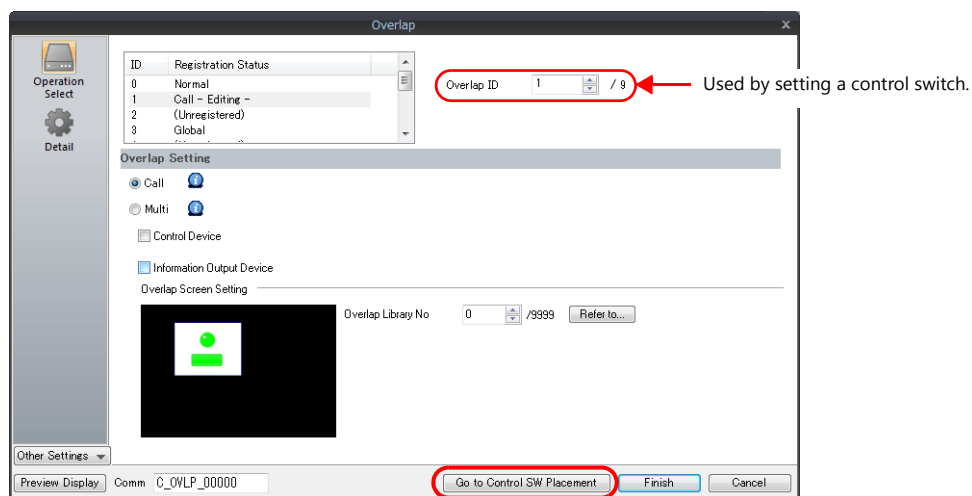 Overlap
x
Operation
Select
Detail
ID Registration Status
0 Normal
1 Call - Editing -
2 (Unregistered)
3 Global
Overlap ID 1 / 9
Used by setting a control switch.
Overlap Setting
Call
Multi
Control Device
Information Output Device
Overlap Screen Setting
Overlap Library No 0 /9999 Refer to...
Other Settings
Preview Display Comm C_OVLP_00000 Go to Control SW Placement Finish Cancel